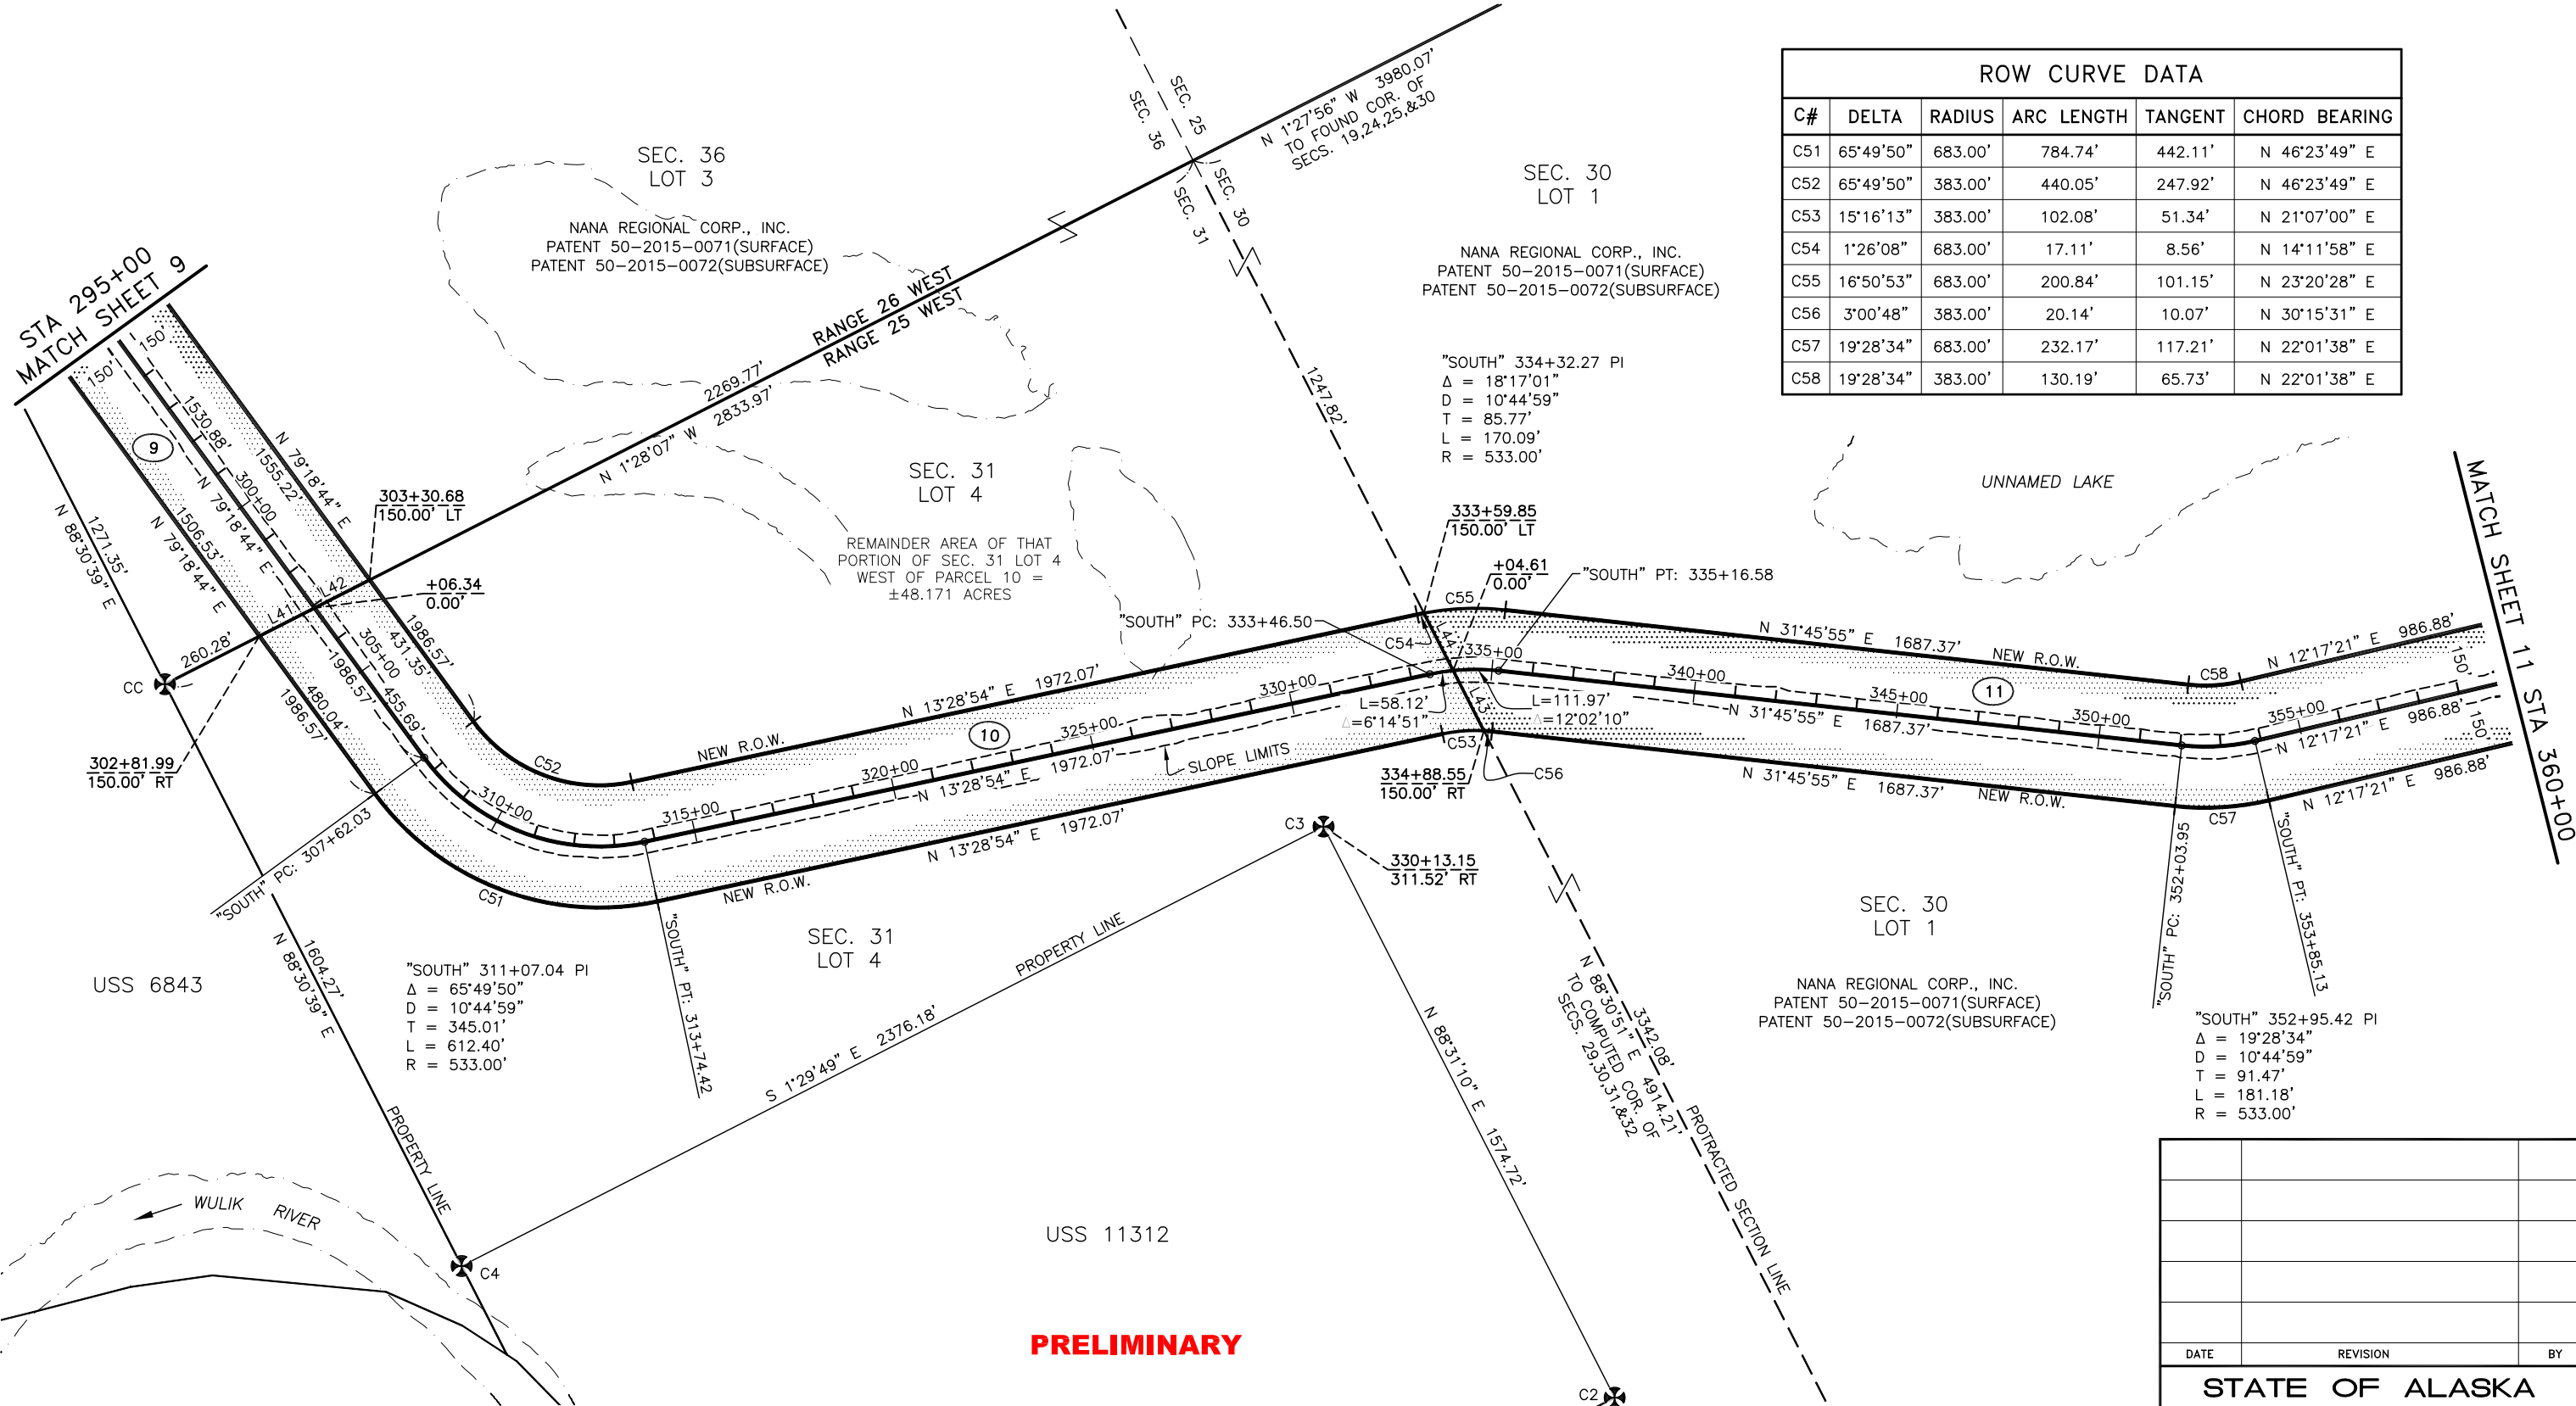 ROW CURVE DATA
C# DELTA RADIUS ARC LENGTH TANGENT CHORD BEARING
C51 65°49'50" 683.00' 784.74' 442.11' N 46°23'49" E
C52 65°49'50" 383.00' 440.05' 247.92' N 46°23'49" E
C53 15°16'13" 383.00' 102.08' 51.34' N 21°07'00" E
C54 1°26'08" 683.00' 17.11' 8.56' N 14°11'58" E
C55 16°50'53" 683.00' 200.84' 101.15' N 23°20'28" E
C56 3°00'48" 383.00' 20.14' 10.07' N 30°15'31" E
C57 19°28'34" 683.00' 232.17' 117.21' N 22°01'38" E
C58 19°28'34" 383.00' 130.19' 65.73' N 22°01'38" E
SEC. 25
SEC. 36
N 1°27'56" W 3980.07'
TO FOUND COR. OF
SECS. 19,24,25,&30
SEC. 30
SEC. 31
SEC. 36
LOT 3
NANA REGIONAL CORP., INC.
PATENT 50-2015-0071(SURFACE)
PATENT 50-2015-0072(SUBSURFACE)
SEC. 30
LOT 1
NANA REGIONAL CORP., INC.
PATENT 50-2015-0071(SURFACE)
PATENT 50-2015-0072(SUBSURFACE)
STA 295+00
MATCH SHEET 9
150'
150'
RANGE 26 WEST
RANGE 25 WEST
2269.77'
N 1°28'07" W 2833.97'
1247.82'
"SOUTH" 334+32.27 PI
Δ = 18°17'01"
D = 10°44'59"
T = 85.77'
L = 170.09'
R = 533.00'
9
1530.88'
300+00
N 79°18'44" E
N 79°18'44" E
1555.22'
1506.53'
N 79°18'44" E
1271.35'
N 88°30'39" E
303+30.68
150.00' LT
+06.34
0.00'
L41
L42
260.28'
CC
302+81.99
150.00' RT
305+00
431.35'
1986.57'
1986.57'
455.69'
480.04'
1986.57'
SEC. 31
LOT 4
REMAINDER AREA OF THAT
PORTION OF SEC. 31 LOT 4
WEST OF PARCEL 10 =
±48.171 ACRES
UNNAMED LAKE
333+59.85
150.00' LT
+04.61
0.00'
"SOUTH" PT: 335+16.58
"SOUTH" PC: 333+46.50
C55
C54
L44
335+00
L43
L=58.12'
Δ=6°14'51"
L=111.97'
Δ=12°02'10"
C53
C56
334+88.55
150.00' RT
C52
NEW R.O.W.
N 13°28'54" E 1972.07'
10
310+00
315+00
320+00
325+00
330+00
N 13°28'54" E 1972.07'
SLOPE LIMITS
N 13°28'54" E 1972.07'
NEW R.O.W.
C51
N 31°45'55" E 1687.37'
NEW R.O.W.
340+00
345+00
11
350+00
355+00
N 31°45'55" E 1687.37'
N 31°45'55" E 1687.37'
NEW R.O.W.
C58
N 12°17'21" E 986.88'
N 12°17'21" E 986.88'
N 12°17'21" E 986.88'
C57
150'
150'
MATCH SHEET 11 STA 360+00
"SOUTH" PC: 307+62.03
"SOUTH" PT: 313+74.42
"SOUTH" PC: 352+03.95
"SOUTH" PT: 353+85.13
C3
330+13.15
311.52' RT
SEC. 31
LOT 4
PROPERTY LINE
S 1°29'49" E 2376.18'
1604.27'
N 88°30'39" E
PROPERTY LINE
USS 6843
"SOUTH" 311+07.04 PI
Δ = 65°49'50"
D = 10°44'59"
T = 345.01'
L = 612.40'
R = 533.00'
SEC. 30
LOT 1
NANA REGIONAL CORP., INC.
PATENT 50-2015-0071(SURFACE)
PATENT 50-2015-0072(SUBSURFACE)
"SOUTH" 352+95.42 PI
Δ = 19°28'34"
D = 10°44'59"
T = 91.47'
L = 181.18'
R = 533.00'
N 88°31'10" E 1574.72'
3342.08'
N 88°30'51" E 4914.21'
TO COMPUTED COR. OF
SECS. 29,30,31,&32
PROTRACTED SECTION LINE
WULIK RIVER
C4
USS 11312
C2
PRELIMINARY
DATE REVISION BY
STATE OF ALASKA